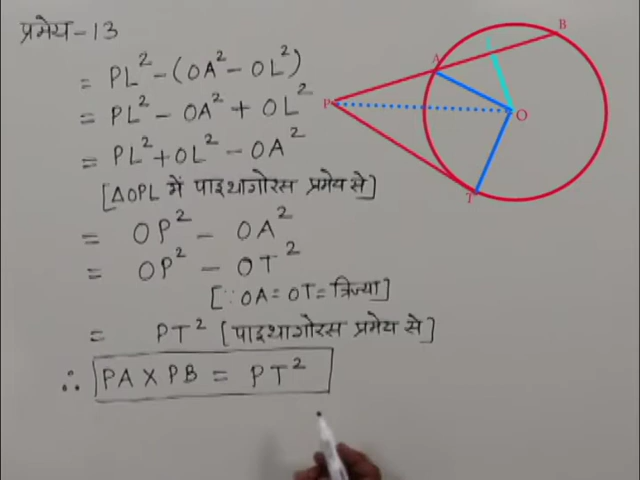 प्रमेय-13
= PL² - (OA² - OL²)
= PL² - OA² + OL²
= PL² + OL² - OA²
[ΔOPL में पाइथागोरस प्रमेय से]
= OP² - OA²
= OP² - OT²
[∵ OA = OT = त्रिज्या]
= PT² [पाइथागोरस प्रमेय से]
∴ PA X PB = PT²
B
A
P
O
T